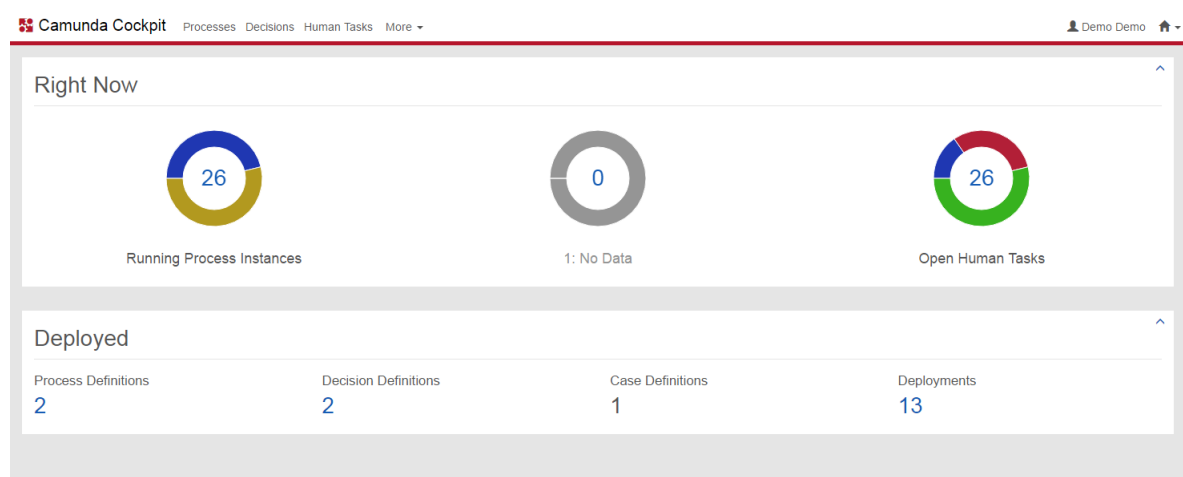 Camunda Cockpit Processes Decisions Human Tasks More Demo Demo
Right Now
26 0 26
Running Process Instances 1: No Data Open Human Tasks
Deployed
Process Definitions Decision Definitions Case Definitions Deployments
2 2 1 13